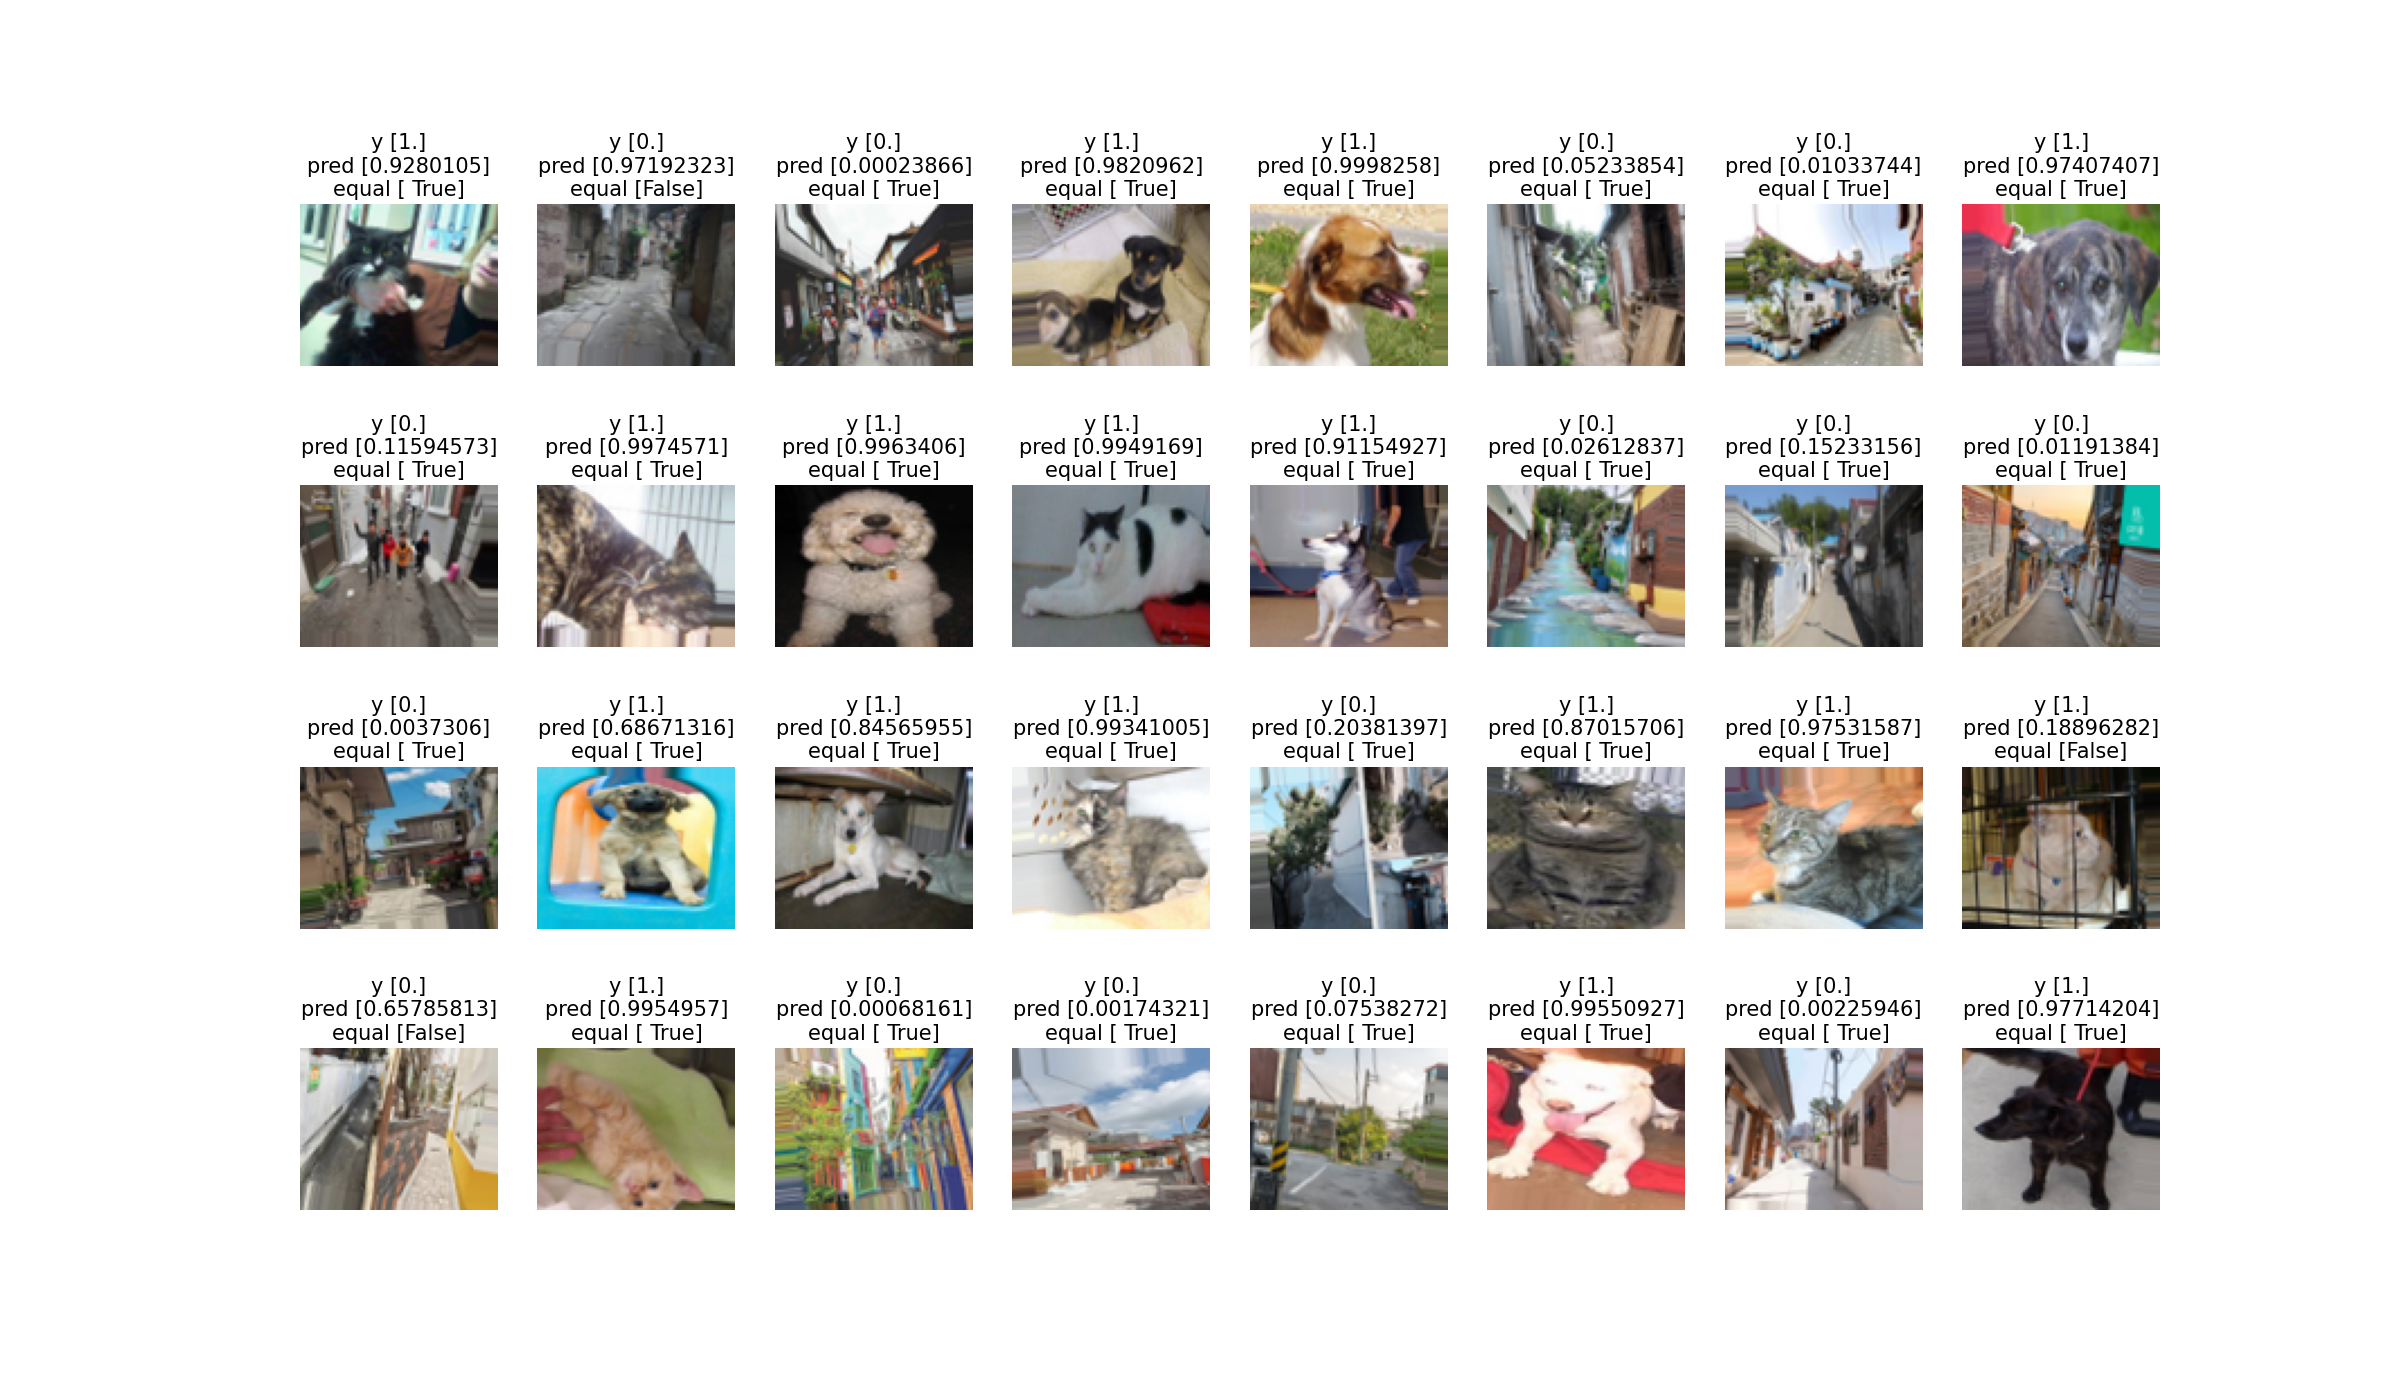 y [1.]
pred [0.9280105]
equal [ True]
y [0.]
pred [0.97192323]
equal [False]
y [0.]
pred [0.00023866]
equal [ True]
y [1.]
pred [0.9820962]
equal [ True]
y [1.]
pred [0.9998258]
equal [ True]
y [0.]
pred [0.05233854]
equal [ True]
y [0.]
pred [0.01033744]
equal [ True]
y [1.]
pred [0.97407407]
equal [ True]
y [0.]
pred [0.11594573]
equal [ True]
y [1.]
pred [0.9974571]
equal [ True]
y [1.]
pred [0.9963406]
equal [ True]
y [1.]
pred [0.9949169]
equal [ True]
y [1.]
pred [0.91154927]
equal [ True]
y [0.]
pred [0.02612837]
equal [ True]
y [0.]
pred [0.15233156]
equal [ True]
y [0.]
pred [0.01191384]
equal [ True]
y [0.]
pred [0.0037306]
equal [ True]
y [1.]
pred [0.68671316]
equal [ True]
y [1.]
pred [0.84565955]
equal [ True]
y [1.]
pred [0.99341005]
equal [ True]
y [0.]
pred [0.20381397]
equal [ True]
y [1.]
pred [0.87015706]
equal [ True]
y [1.]
pred [0.97531587]
equal [ True]
y [1.]
pred [0.18896282]
equal [False]
y [0.]
pred [0.65785813]
equal [False]
y [1.]
pred [0.9954957]
equal [ True]
y [0.]
pred [0.00068161]
equal [ True]
y [0.]
pred [0.00174321]
equal [ True]
y [0.]
pred [0.07538272]
equal [ True]
y [1.]
pred [0.99550927]
equal [ True]
y [0.]
pred [0.00225946]
equal [ True]
y [1.]
pred [0.97714204]
equal [ True]